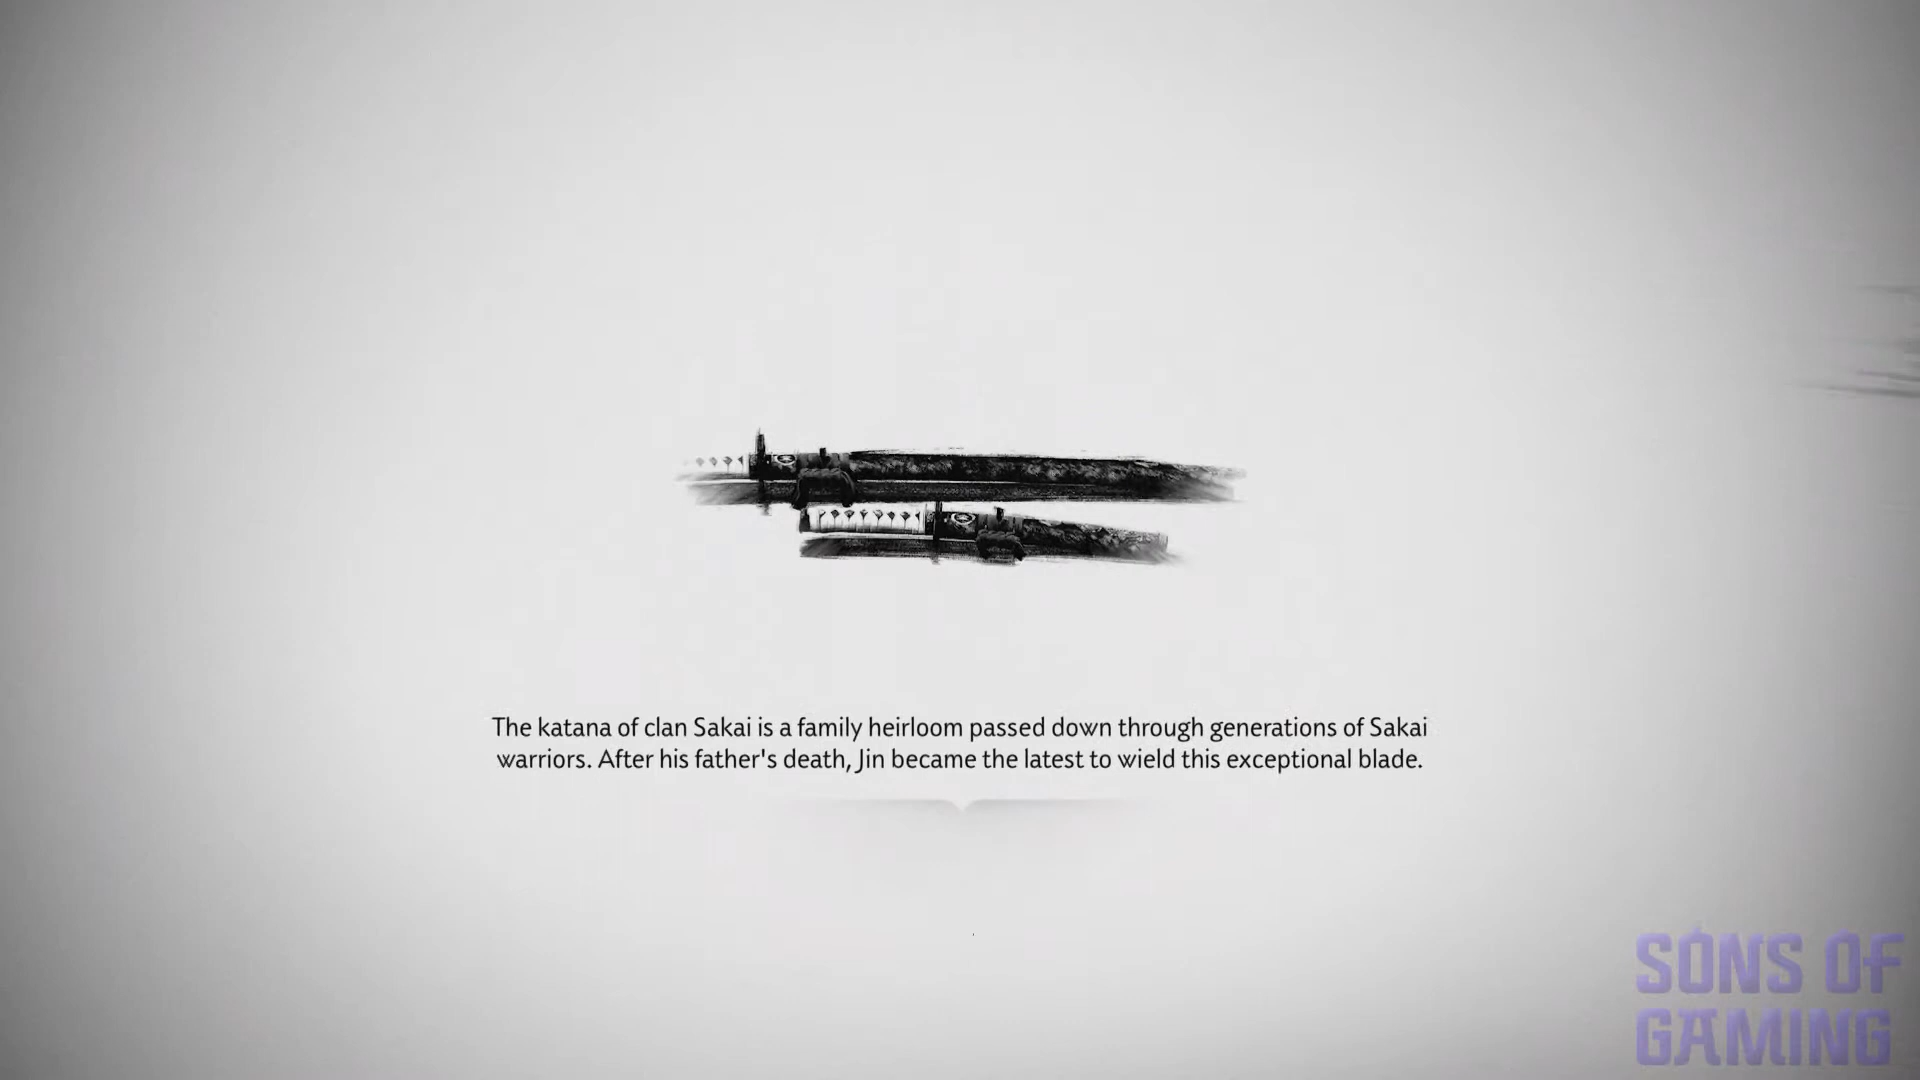 The katana of clan Sakai is a family heirloom passed down through generations of Sakai
warriors. After his father's death, Jin became the latest to wield this exceptional blade.
SONS OF
GAMING